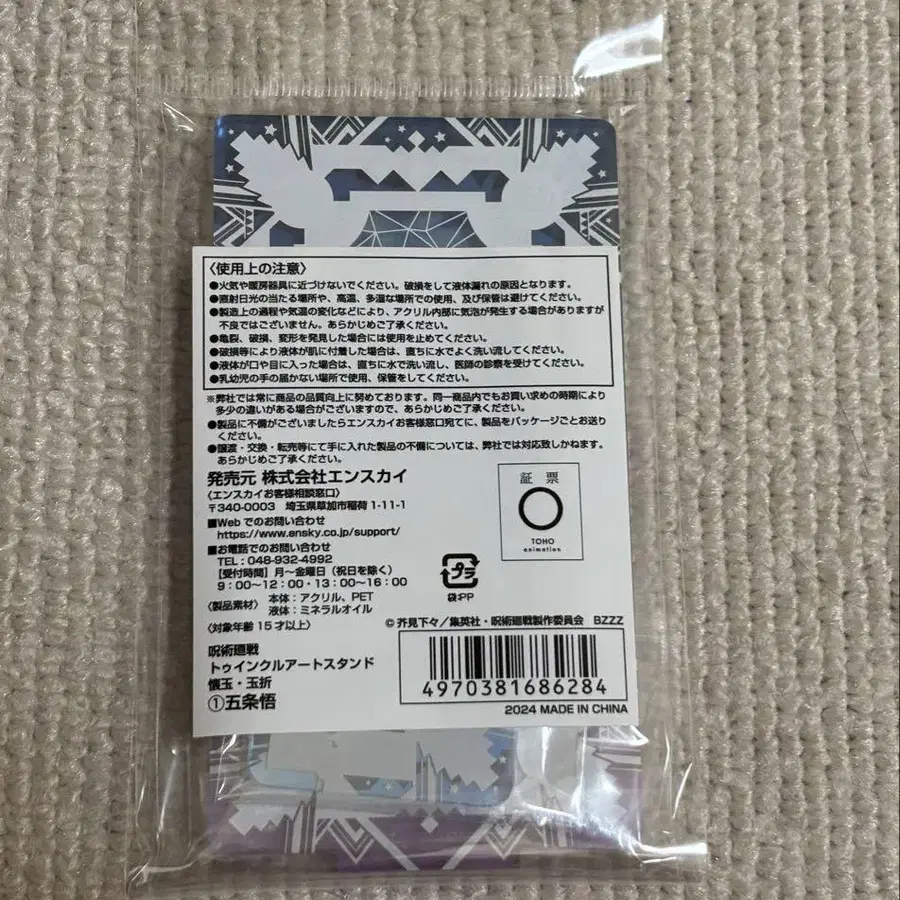 〈使用上の注意〉
●火気や暖房器具に近づけないでください。破損をして液体漏れの原因となります。
●直射日光の当たる場所や、高温、多湿な場所での使用、及び保管は避けてください。
●製造上の過程や気温の変化などにより、アクリル内部に気泡が発生する場合がありますが
不良ではございません。あらかじめご了承ください。
●亀裂、破損、変形を発見した場合には使用を止めてください。
●破損等により液体が肌に付着した場合は、直ちに水でよく洗い流してください。
●液体が口や目に入った場合は、直ちに水で洗い流し、医師の診察を受けてください。
●乳幼児の手の届かない場所で使用、保管をしてください。
※弊社では常に商品の品質向上に努めております。同一商品内でもお買い求めの時期により
多少の違いがある場合がございますので、あらかじめご了承ください。
●製品に不備がございましたらエンスカイお客様窓口宛てに、製品をパッケージごとお送り
ください。
●譲渡・交換・転売等にて手に入れた製品の不備については、弊社では対応致しかねます。
あらかじめご了承ください。
発売元 株式会社エンスカイ
〈エンスカイお客様相談窓口〉
〒340-0003 埼玉県草加市稲荷1-11-1
■Webでのお問い合わせ
https://www.ensky.co.jp/support/
■お電話でのお問い合わせ
TEL:048-932-4992
【受付時間】月〜金曜日（祝日を除く）
9:00〜12:00・13:00〜16:00
〈製品素材〉 本体：アクリル、PET
液体：ミネラルオイル
〈対象年齢15才以上〉
証票
TOHO
animation
プラ
袋:PP
©芥見下々／集英社・呪術廻戦製作委員会 BZZZ
呪術廻戦
トゥインクルアートスタンド
懐玉・玉折
①五条悟
4970381686284
2024 MADE IN CHINA